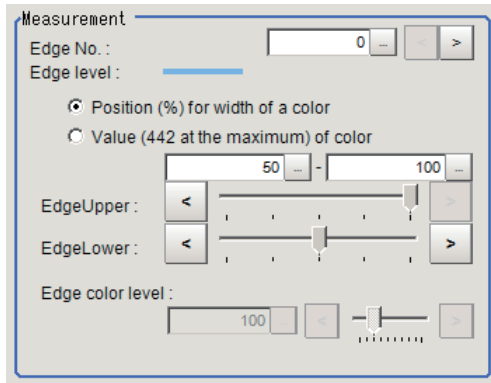 Measurement
Edge No. : 0 ... < >
Edge level :
Position (%) for width of a color
Value (442 at the maximum) of color
50 ... - 100 ...
EdgeUpper : < >
EdgeLower : < >
Edge color level :
100 ... < >